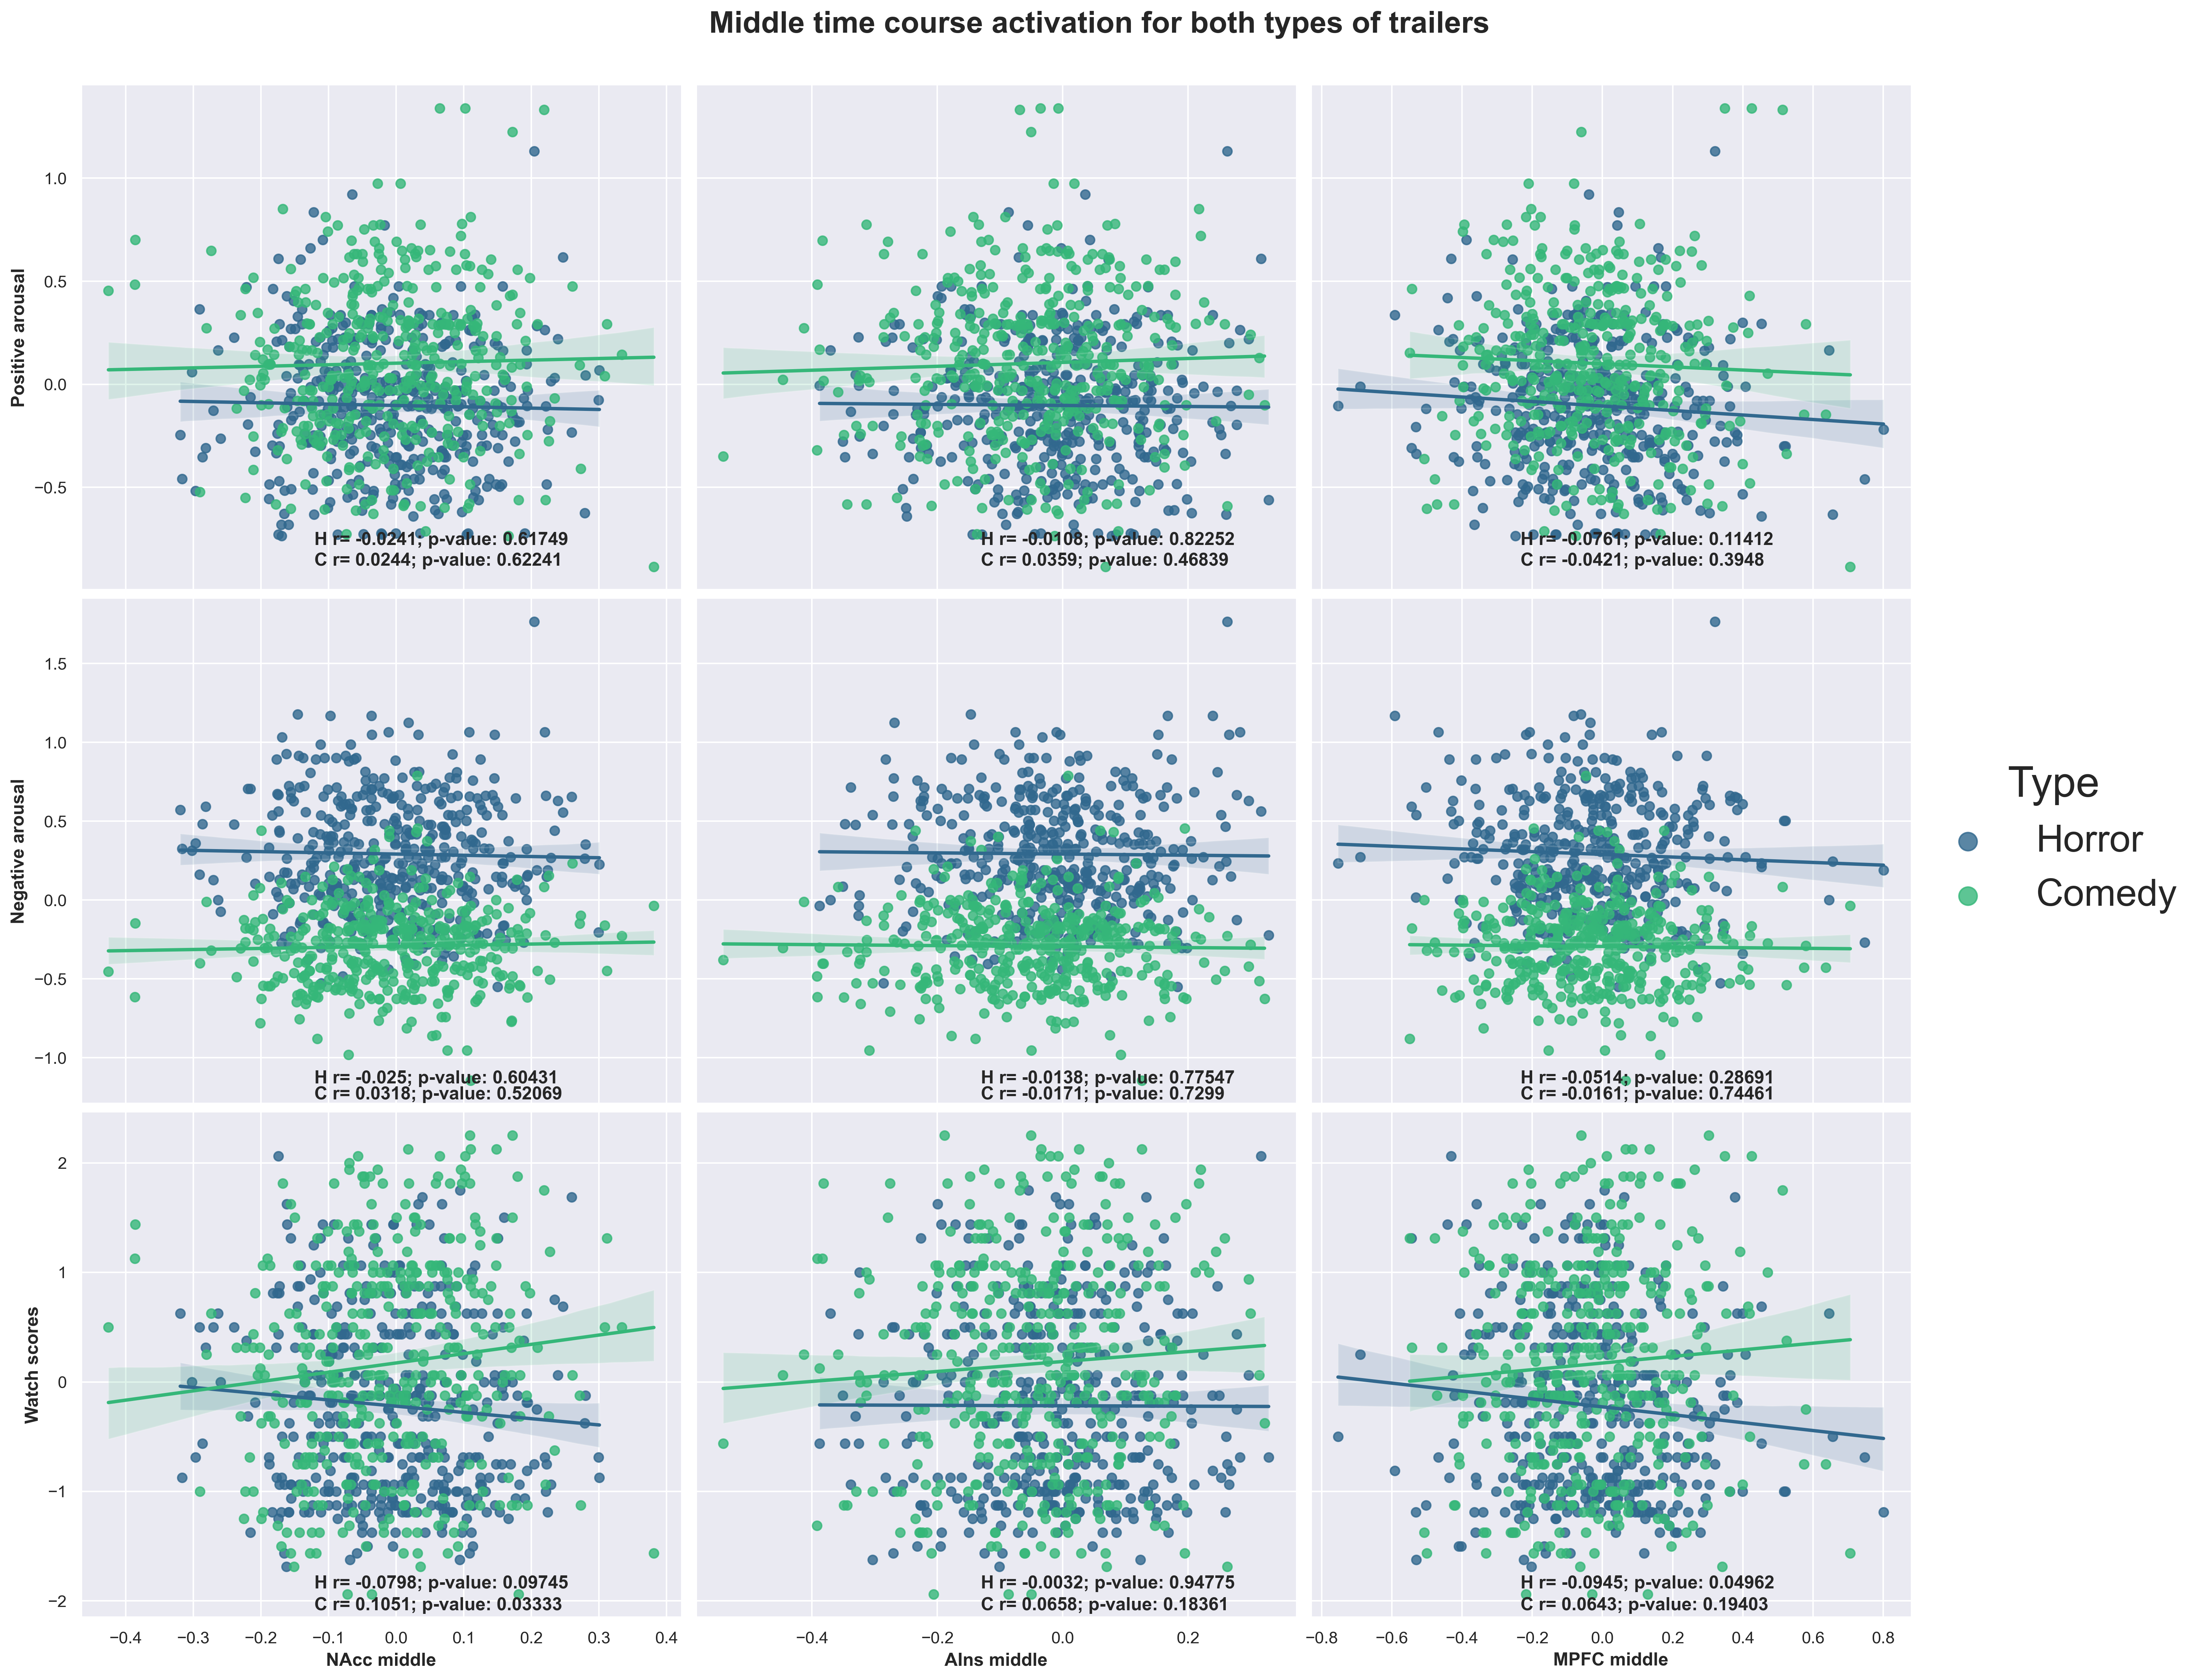 Middle time course activation for both types of trailers
Positive arousal
1.0
0.5
0.0
−0.5
H r= -0.0241; p-value: 0.61749
C r= 0.0244; p-value: 0.62241
H r= -0.0108; p-value: 0.82252
C r= 0.0359; p-value: 0.46839
H r= -0.0761; p-value: 0.11412
C r= -0.0421; p-value: 0.3948
Negative arousal
1.5
1.0
0.5
0.0
−0.5
−1.0
H r= -0.025; p-value: 0.60431
C r= 0.0318; p-value: 0.52069
H r= -0.0138; p-value: 0.77547
C r= -0.0171; p-value: 0.7299
H r= -0.0514; p-value: 0.28691
C r= -0.0161; p-value: 0.74461
Type
Horror
Comedy
Watch scores
2
1
0
−1
−2
H r= -0.0798; p-value: 0.09745
C r= 0.1051; p-value: 0.03333
H r= -0.0032; p-value: 0.94775
C r= 0.0658; p-value: 0.18361
H r= -0.0945; p-value: 0.04962
C r= 0.0643; p-value: 0.19403
−0.4 −0.3 −0.2 −0.1 0.0 0.1 0.2 0.3 0.4
NAcc middle
−0.4 −0.2 0.0 0.2
AIns middle
−0.8 −0.6 −0.4 −0.2 0.0 0.2 0.4 0.6 0.8
MPFC middle